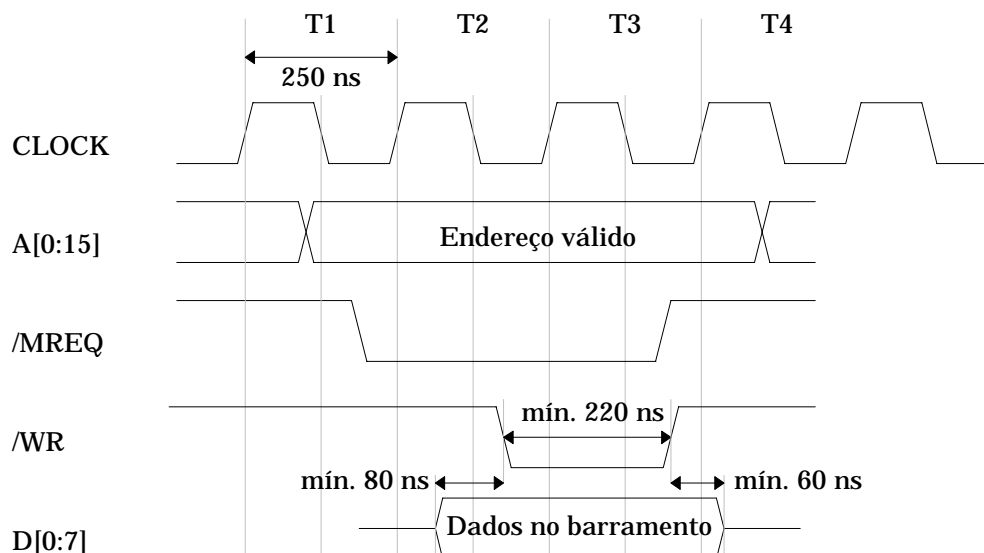 T1 T2 T3 T4
250 ns
CLOCK
A[0:15] Endereço válido
/MREQ
mín. 220 ns
/WR
mín. 80 ns mín. 60 ns
Dados no barramento
D[0:7]